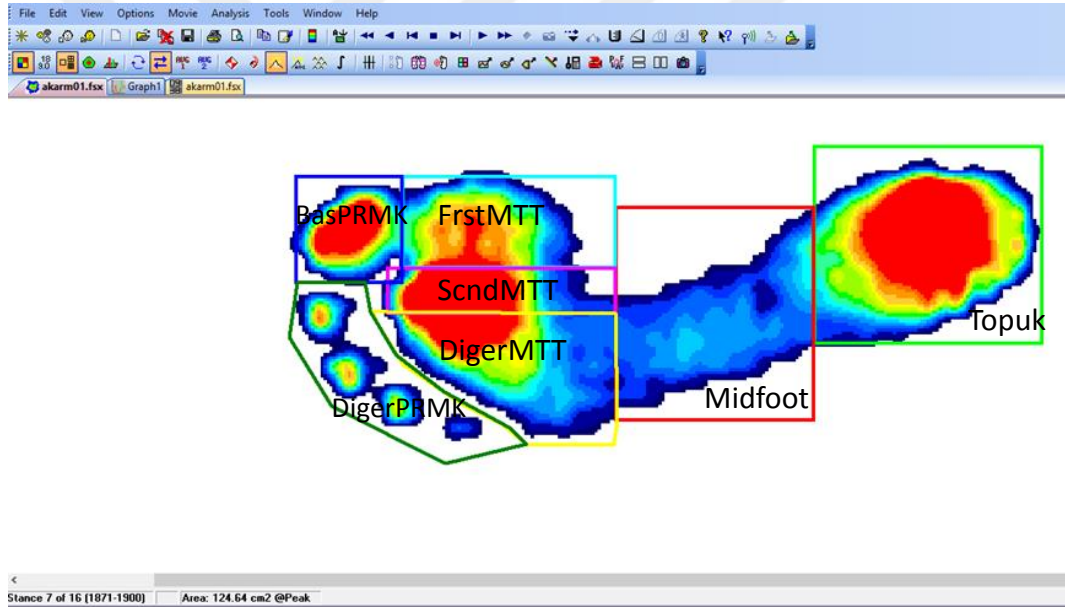 File Edit View Options Movie Analysis Tools Window Help
akarm01.fsx Graph1 akarm01.fsx
BasPRMK FrstMTT
ScndMTT
Topuk
DigerMTT
Midfoot
DigerPRMK
Stance 7 of 16 (1871-1900) Area: 124.64 cm2 @Peak